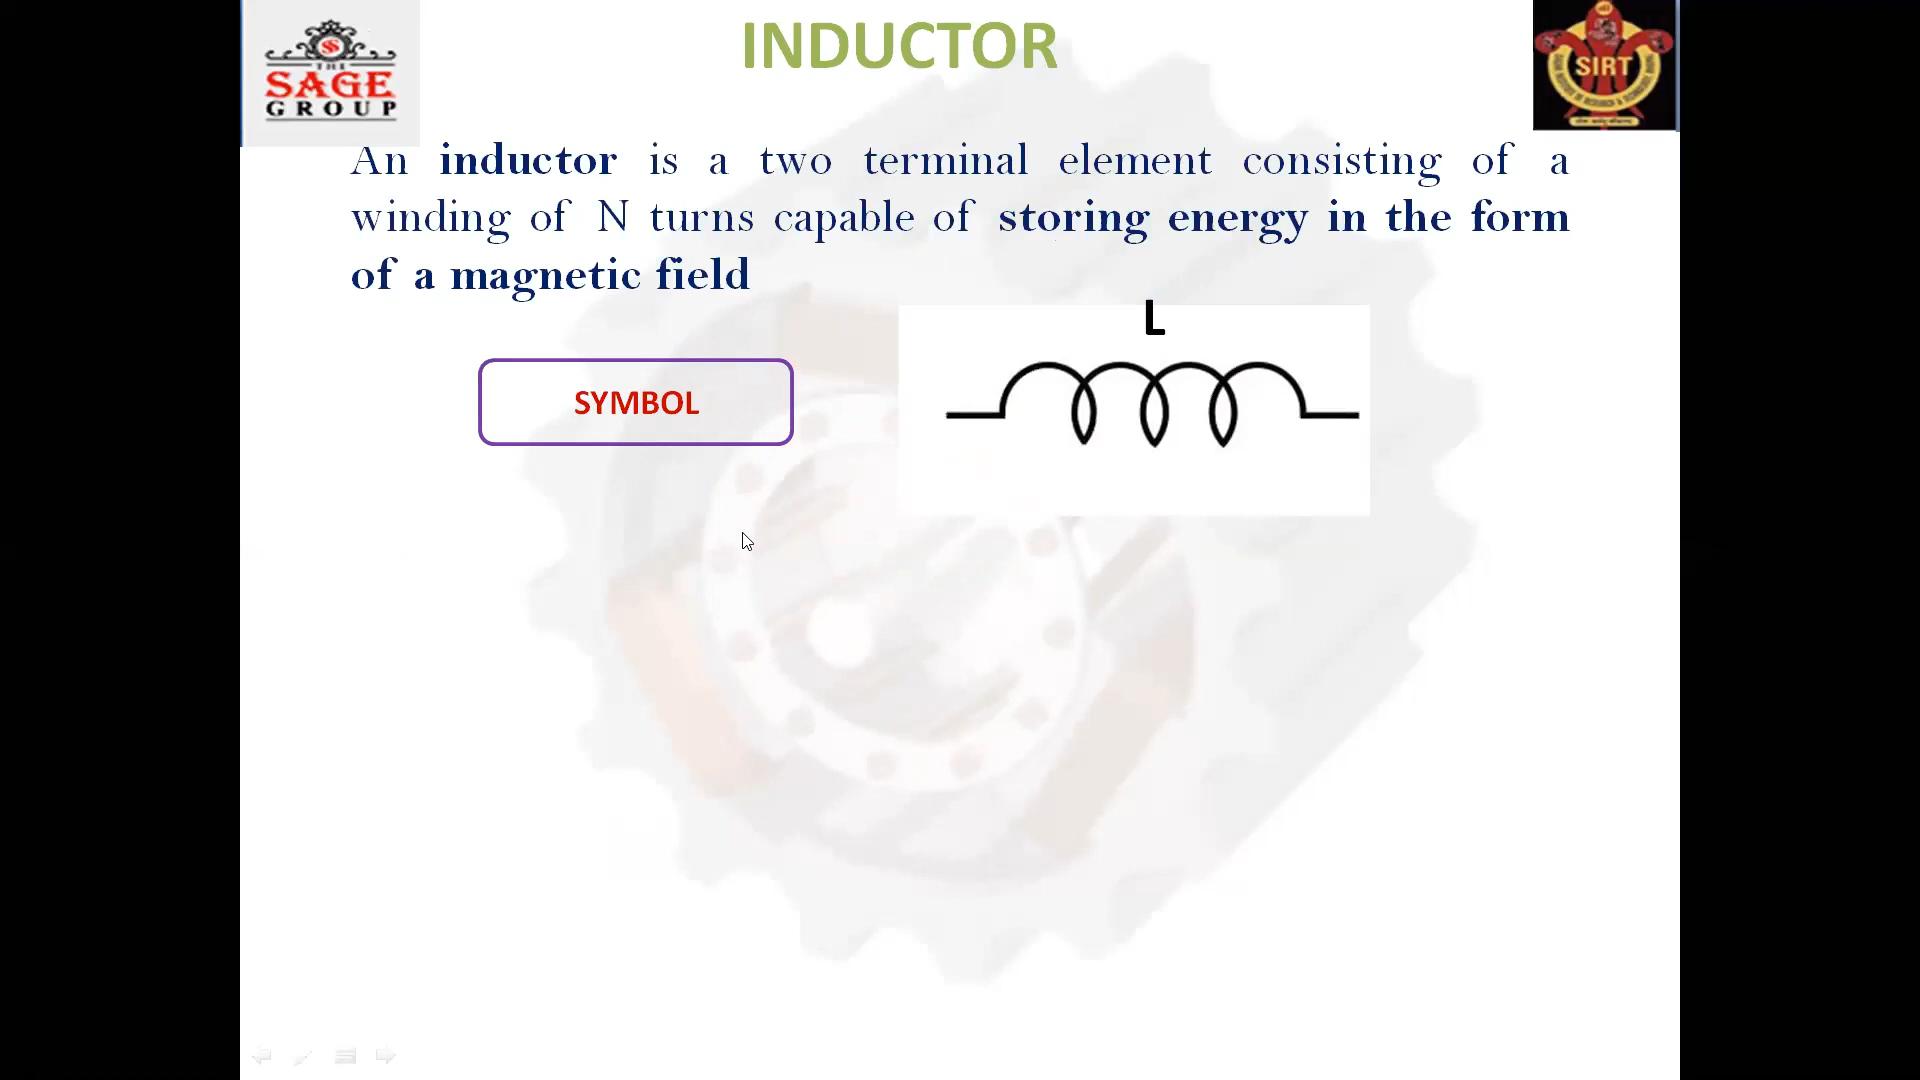 THE
SAGE
GROUP
INDUCTOR
SIRT
An inductor is a two terminal element consisting of a
winding of N turns capable of storing energy in the form
of a magnetic field
L
SYMBOL